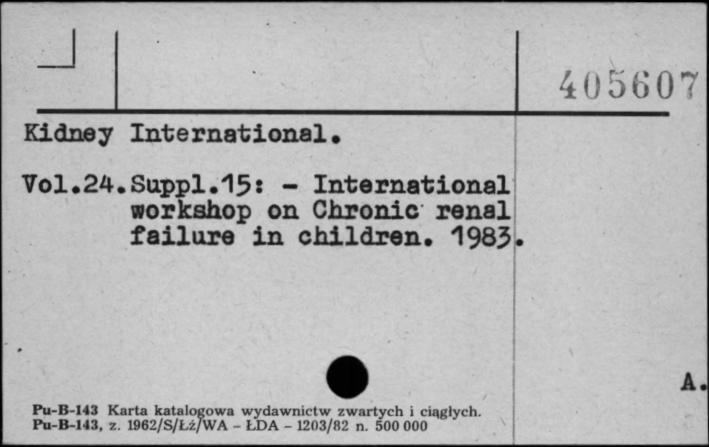 405607
Kidney International.
Vol.24.Suppl.15: - International
workshop on Chronic renal
failure in children. 1983.
A.
Pu-B-143 Karta katalogowa wydawnictw zwartych i ciągłych.
Pu-B-143, z. 1962/S/Łź/WA - ŁDA - 1203/82 n. 500 000